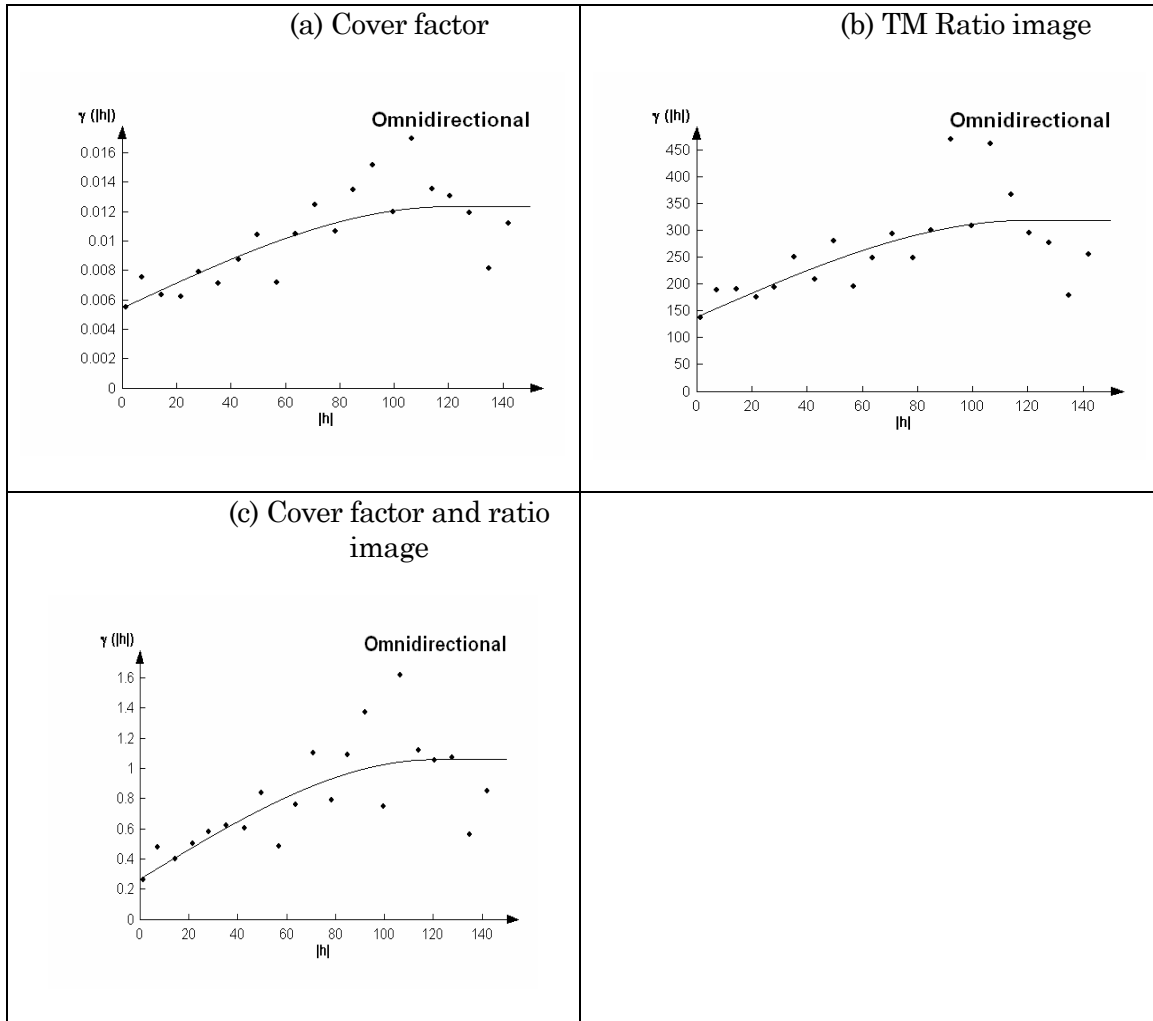 (a) Cover factor
γ (|h|)
Omnidirectional
0.016
0.014
0.012
0.01
0.008
0.006
0.004
0.002
0
0 20 40 60 80 100 120 140
|h|
(b) TM Ratio image
γ (|h|)
Omnidirectional
450
400
350
300
250
200
150
100
50
0
0 20 40 60 80 100 120 140
|h|
(c) Cover factor and ratio
image
γ (|h|)
Omnidirectional
1.6
1.4
1.2
1
0.8
0.6
0.4
0.2
0
0 20 40 60 80 100 120 140
|h|